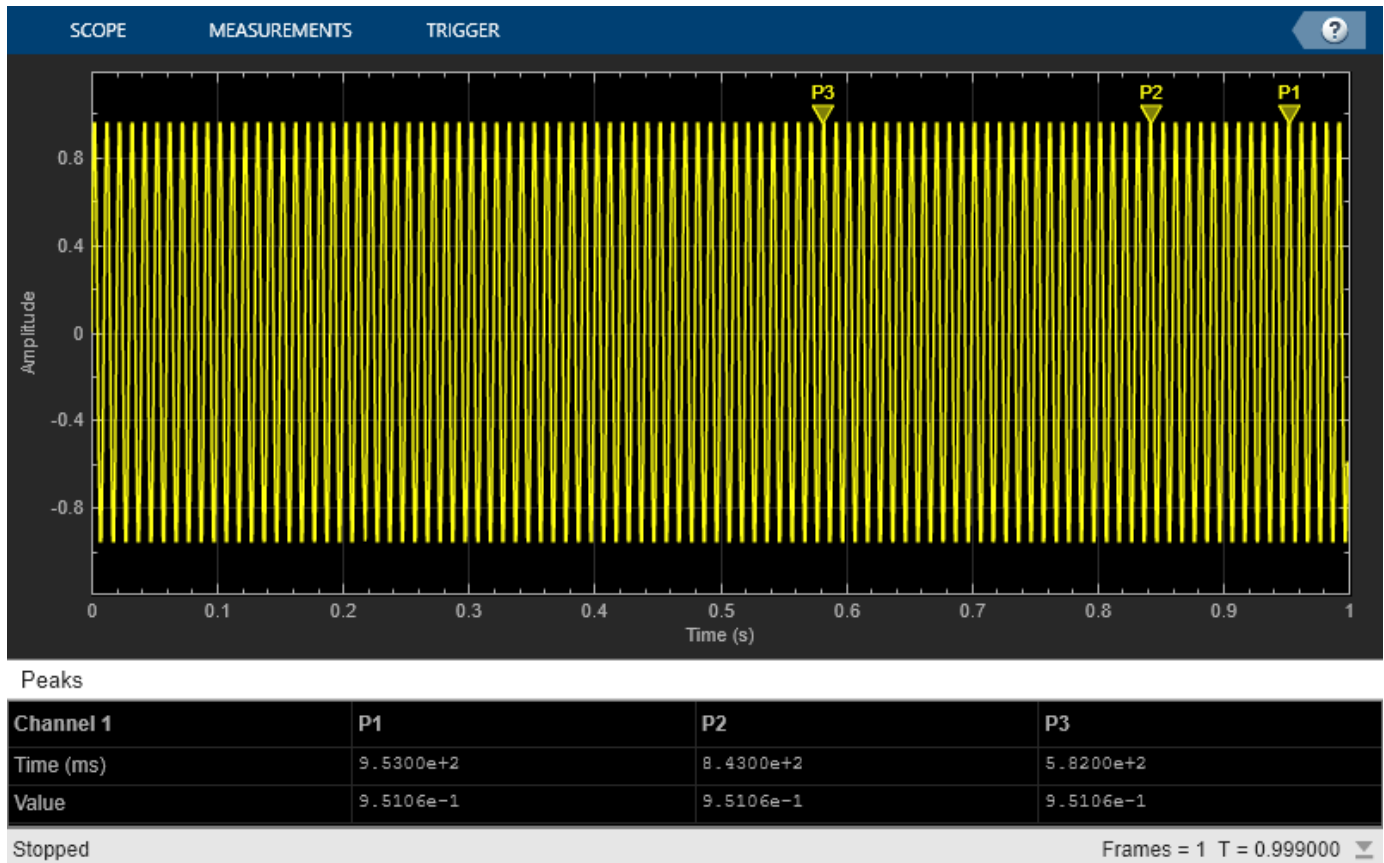 SCOPE MEASUREMENTS TRIGGER ?
P3 P2 P1
0.8
0.4
0
-0.4
-0.8
Amplitude
0 0.1 0.2 0.3 0.4 0.5 0.6 0.7 0.8 0.9 1
Time (s)
Peaks
Channel 1 P1 P2 P3
Time (ms) 9.5300e+2 8.4300e+2 5.8200e+2
Value 9.5106e-1 9.5106e-1 9.5106e-1
Stopped Frames = 1 T = 0.999000